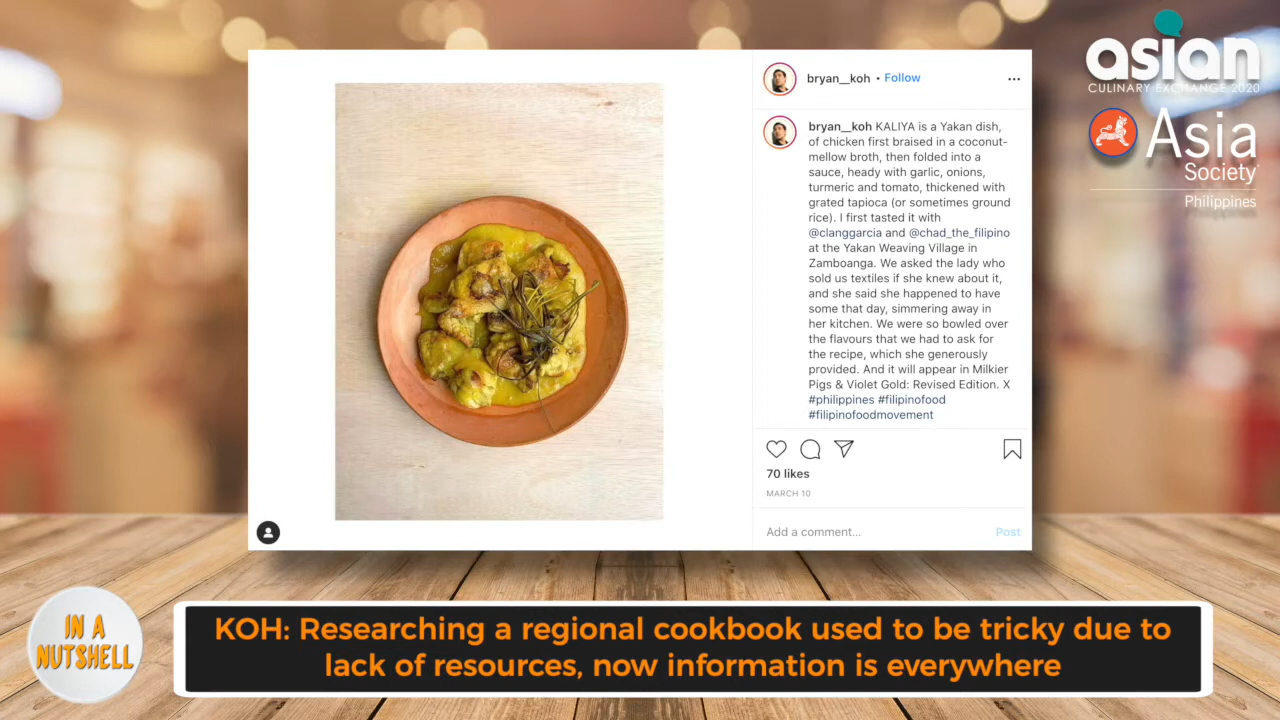 asian
CULINARY EXCHANGE 2020
Asia
Society
Philippines
bryan__koh • Follow
bryan__koh KALIYA is a Yakan dish,
of chicken first braised in a coconut-
mellow broth, then folded into a
sauce, heady with garlic, onions,
turmeric and tomato, thickened with
grated tapioca (or sometimes ground
rice). I first tasted it with
@clanggarcia and @chad_the_filipino
at the Yakan Weaving Village in
Zamboanga. We asked the lady who
sold us textiles if she knew about it,
and she said she happened to have
some that day, simmering away in
her kitchen. We were so bowled over
the flavours that we had to ask for
the recipe, which she generously
provided. And it will appear in Milkier
Pigs & Violet Gold: Revised Edition. X
#philippines #filipinofood
#filipinofoodmovement
70 likes
MARCH 10
Add a comment... Post
IN A
NUTSHELL
KOH: Researching a regional cookbook used to be tricky due to
lack of resources, now information is everywhere